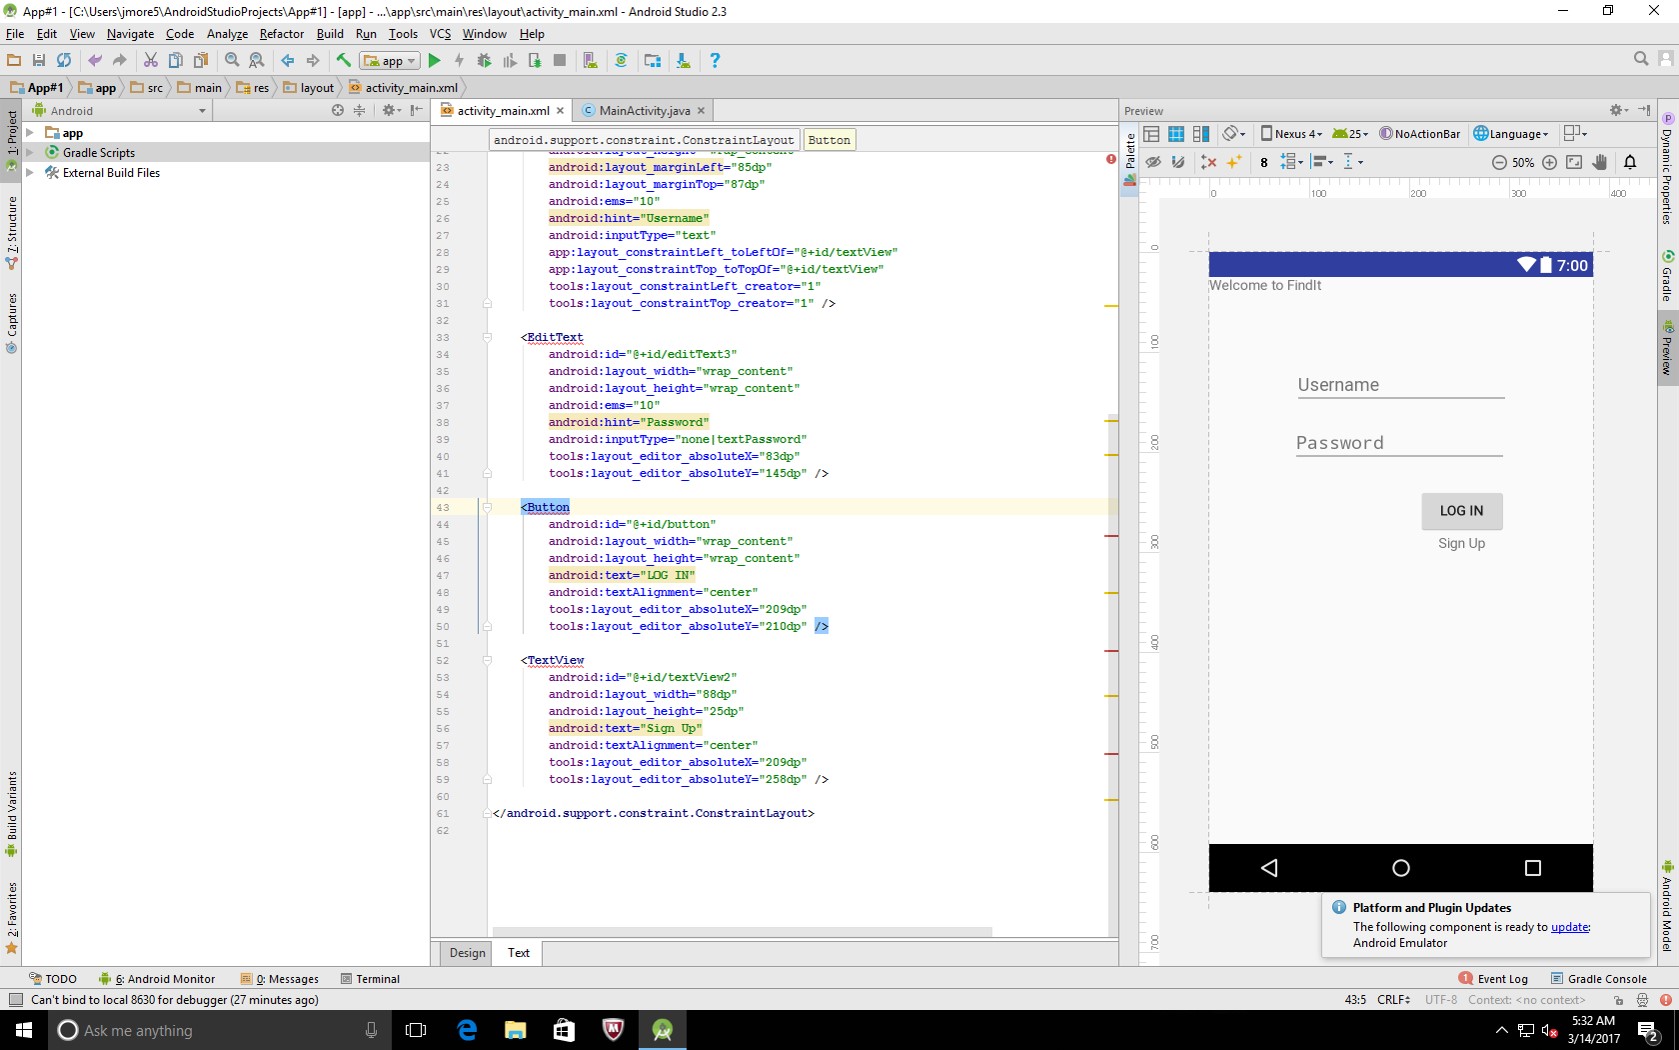 App#1 - [C:\Users\jmore5\AndroidStudioProjects\App#1] - [app] - ...\app\src\main\res\layout\activity_main.xml - Android Studio 2.3
File Edit View Navigate Code Analyze Refactor Build Run Tools VCS Window Help
app
App#1 app src main res layout activity_main.xml
Android
activity_main.xml MainActivity.java
Preview
1: Project
7: Structure
Captures
Build Variants
2: Favorites
app
Gradle Scripts
External Build Files
android.support.constraint.ConstraintLayout Button
23 android:layout_marginLeft="85dp"
24 android:layout_marginTop="87dp"
25 android:ems="10"
26 android:hint="Username"
27 android:inputType="text"
28 app:layout_constraintLeft_toLeftOf="@+id/textView"
29 app:layout_constraintTop_toTopOf="@+id/textView"
30 tools:layout_constraintLeft_creator="1"
31 tools:layout_constraintTop_creator="1" />
32
33 <EditText
34 android:id="@+id/editText3"
35 android:layout_width="wrap_content"
36 android:layout_height="wrap_content"
37 android:ems="10"
38 android:hint="Password"
39 android:inputType="none|textPassword"
40 tools:layout_editor_absoluteX="83dp"
41 tools:layout_editor_absoluteY="145dp" />
42
43 <Button
44 android:id="@+id/button"
45 android:layout_width="wrap_content"
46 android:layout_height="wrap_content"
47 android:text="LOG IN"
48 android:textAlignment="center"
49 tools:layout_editor_absoluteX="209dp"
50 tools:layout_editor_absoluteY="210dp" />
51
52 <TextView
53 android:id="@+id/textView2"
54 android:layout_width="88dp"
55 android:layout_height="25dp"
56 android:text="Sign Up"
57 android:textAlignment="center"
58 tools:layout_editor_absoluteX="209dp"
59 tools:layout_editor_absoluteY="258dp" />
60
61 </android.support.constraint.ConstraintLayout>
62
Design Text
Palette
Nexus 4 25 NoActionBar Language
8 50%
0 100 200 300 400
0
100
200
300
400
500
600
700
7:00
Welcome to FindIt
Username
Password
LOG IN
Sign Up
Platform and Plugin Updates
The following component is ready to update:
Android Emulator
Dynamic Properties
Gradle
Preview
Android Model
TODO 6: Android Monitor 0: Messages Terminal 1 Event Log Gradle Console
Can't bind to local 8630 for debugger (27 minutes ago) 43:5 CRLF UTF-8 Context: <no context>
Ask me anything
5:32 AM
3/14/2017
2